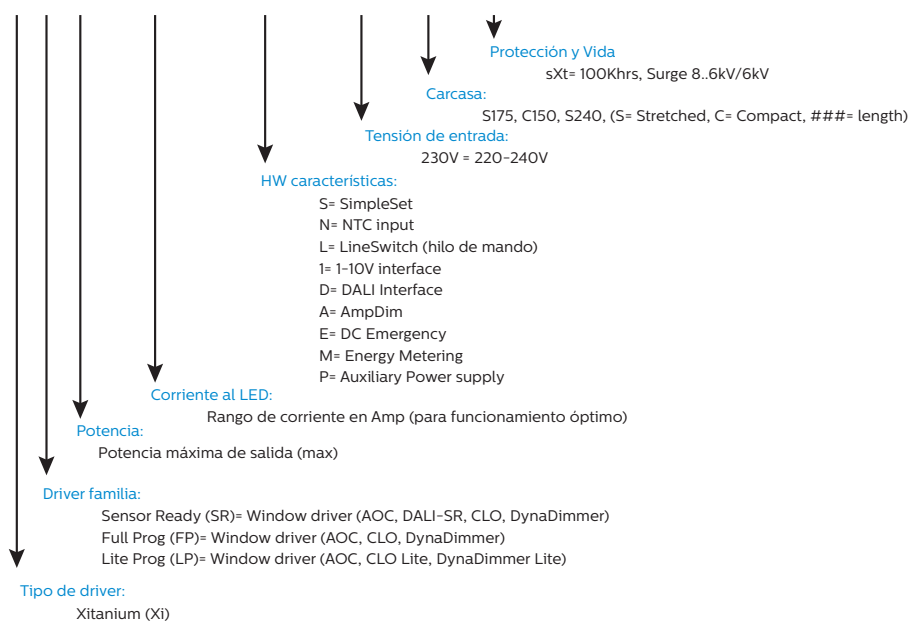 Protección y Vida
sXt= 100Khrs, Surge 8..6kV/6kV
Carcasa:
S175, C150, S240, (S= Stretched, C= Compact, ###= length)
Tensión de entrada:
230V = 220-240V
HW características:
S= SimpleSet
N= NTC input
L= LineSwitch (hilo de mando)
1= 1-10V interface
D= DALI Interface
A= AmpDim
E= DC Emergency
M= Energy Metering
P= Auxiliary Power supply
Corriente al LED:
Rango de corriente en Amp (para funcionamiento óptimo)
Potencia:
Potencia máxima de salida (max)
Driver familia:
Sensor Ready (SR)= Window driver (AOC, DALI-SR, CLO, DynaDimmer)
Full Prog (FP)= Window driver (AOC, CLO, DynaDimmer)
Lite Prog (LP)= Window driver (AOC, CLO Lite, DynaDimmer Lite)
Tipo de driver:
Xitanium (Xi)